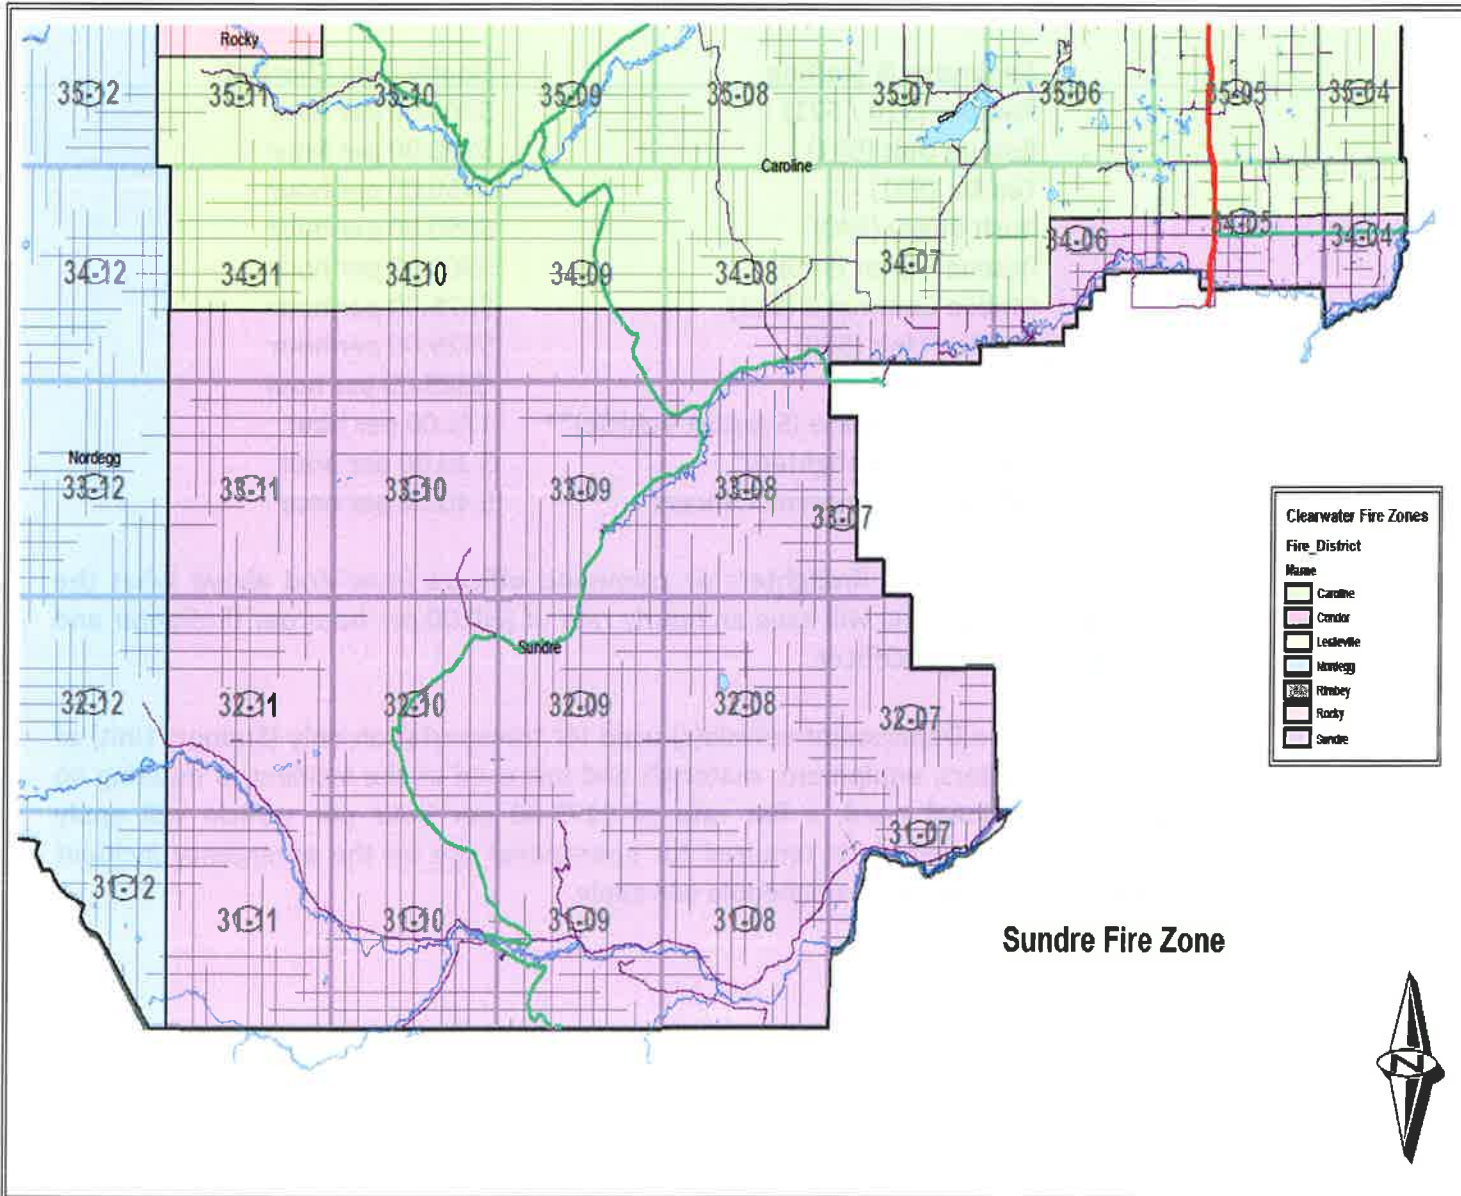 Rocky
35-12 35-11 35-10 35-09 35-08 35-07 35-06 35-05 35-04
Caroline
34-06 34-05 34-04
34-12 34-11 34-10 34-09 34-08 34-07
Nordegg
33-12 33-11 33-10 33-09 33-08
33-07
Clearwater Fire Zones
Fire_District
Name
Caroline
Condor
Leslieville
Nordegg
Rimbey
Rocky
Sundre
Sundre
32-12 32-11 32-10 32-09 32-08 32-07
31-07
31-12
31-11 31-10 31-09 31-08
Sundre Fire Zone
N